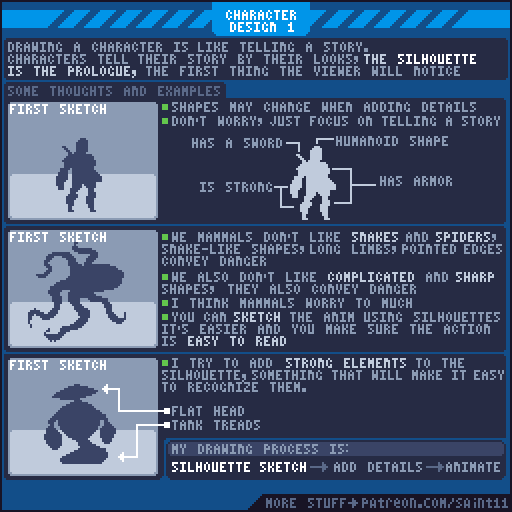 CHARACTER
DESIGN 1
DRAWING A CHARACTER IS LIKE TELLING A STORY.
CHARACTERS TELL THEIR STORY BY THEIR LOOKS, THE SILHOUETTE
IS THE PROLOGUE, THE FIRST THING THE VIEWER WILL NOTICE
SOME THOUGHTS AND EXAMPLES
FIRST SKETCH
SHAPES MAY CHANGE WHEN ADDING DETAILS
DON'T WORRY, JUST FOCUS ON TELLING A STORY
HAS A SWORD
HUMANOID SHAPE
IS STRONG
HAS ARMOR
FIRST SKETCH
WE MAMMALS DON'T LIKE SNAKES AND SPIDERS,
SNAKE-LIKE SHAPES, LONG LIMBS, POINTED EDGES
CONVEY DANGER
WE ALSO DON'T LIKE COMPLICATED AND SHARP
SHAPES, THEY ALSO CONVEY DANGER
I THINK MAMMALS WORRY TO MUCH
YOU CAN SKETCH THE ANIM USING SILHOUETTES
IT'S EASIER AND YOU MAKE SURE THE ACTION
IS EASY TO READ
FIRST SKETCH
I TRY TO ADD STRONG ELEMENTS TO THE
SILHOUETTE, SOMETHING THAT WILL MAKE IT EASY
TO RECOGNIZE THEM.
FLAT HEAD
TANK TREADS
MY DRAWING PROCESS IS:
SILHOUETTE SKETCH → ADD DETAILS → ANIMATE
MORE STUFF→ PATREON.COM/SAINT11